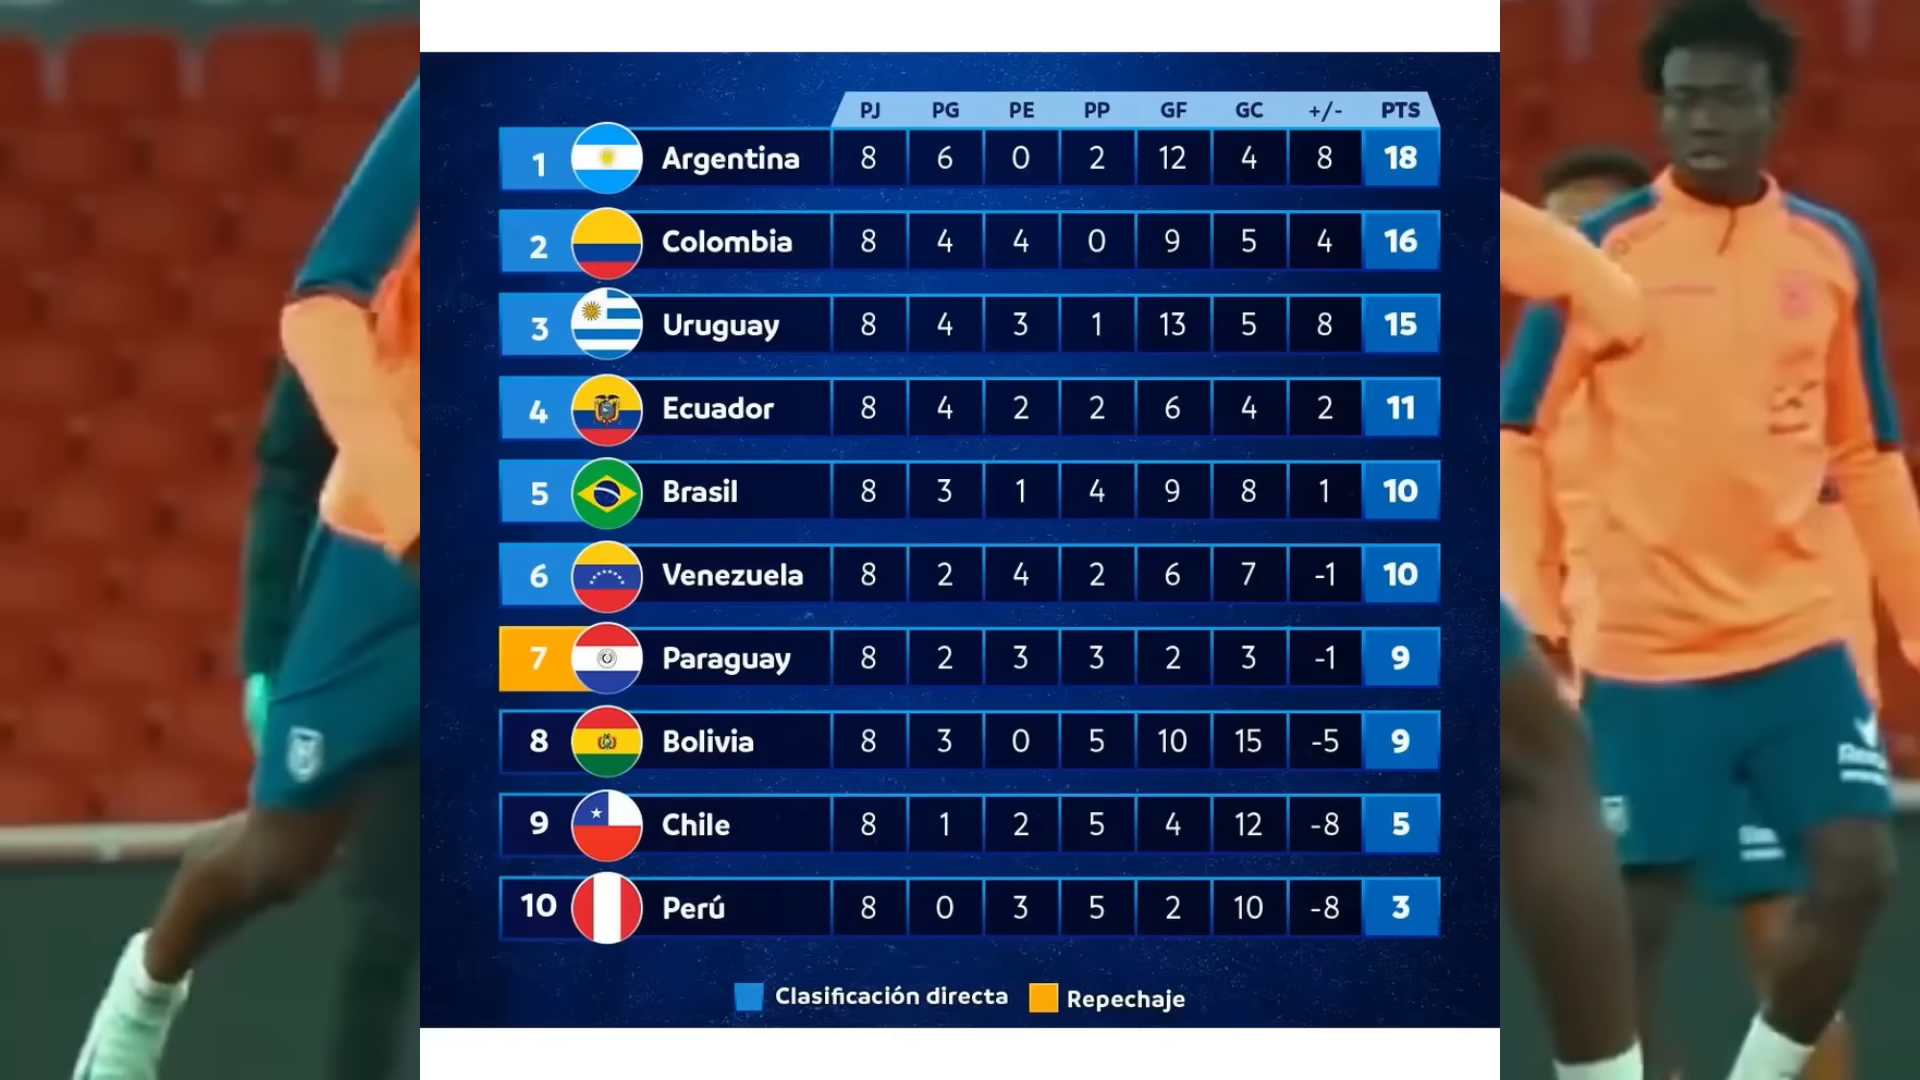 PJ PG PE PP GF GC +/- PTS
1 Argentina 8 6 0 2 12 4 8 18
2 Colombia 8 4 4 0 9 5 4 16
3 Uruguay 8 4 3 1 13 5 8 15
4 Ecuador 8 4 2 2 6 4 2 11
5 Brasil 8 3 1 4 9 8 1 10
6 Venezuela 8 2 4 2 6 7 -1 10
7 Paraguay 8 2 3 3 2 3 -1 9
8 Bolivia 8 3 0 5 10 15 -5 9
9 Chile 8 1 2 5 4 12 -8 5
10 Perú 8 0 3 5 2 10 -8 3
Clasificación directa Repechaje